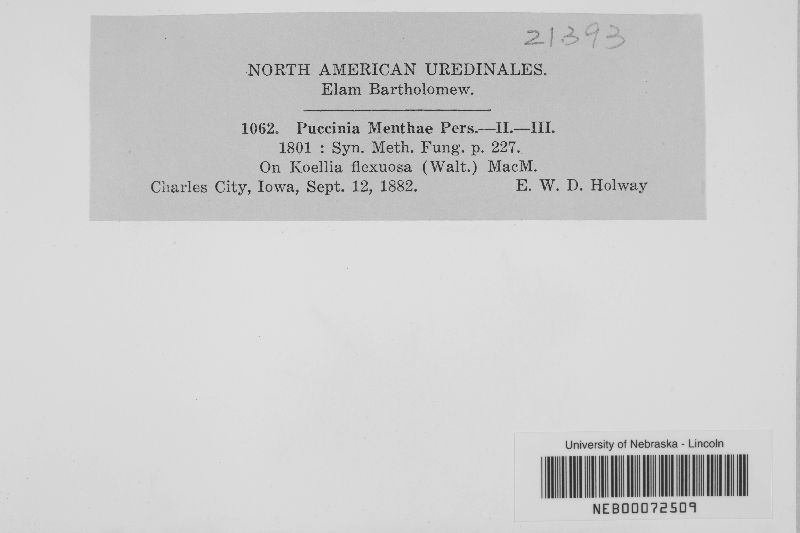 21393
NORTH AMERICAN UREDINALES.
Elam Bartholomew.
1062. Puccinia Menthae Pers.—II.—III.
1801 : Syn. Meth. Fung. p. 227.
On Koellia flexuosa (Walt.) MacM.
Charles City, Iowa, Sept. 12, 1882. E. W. D. Holway
University of Nebraska - Lincoln
NEB00072509